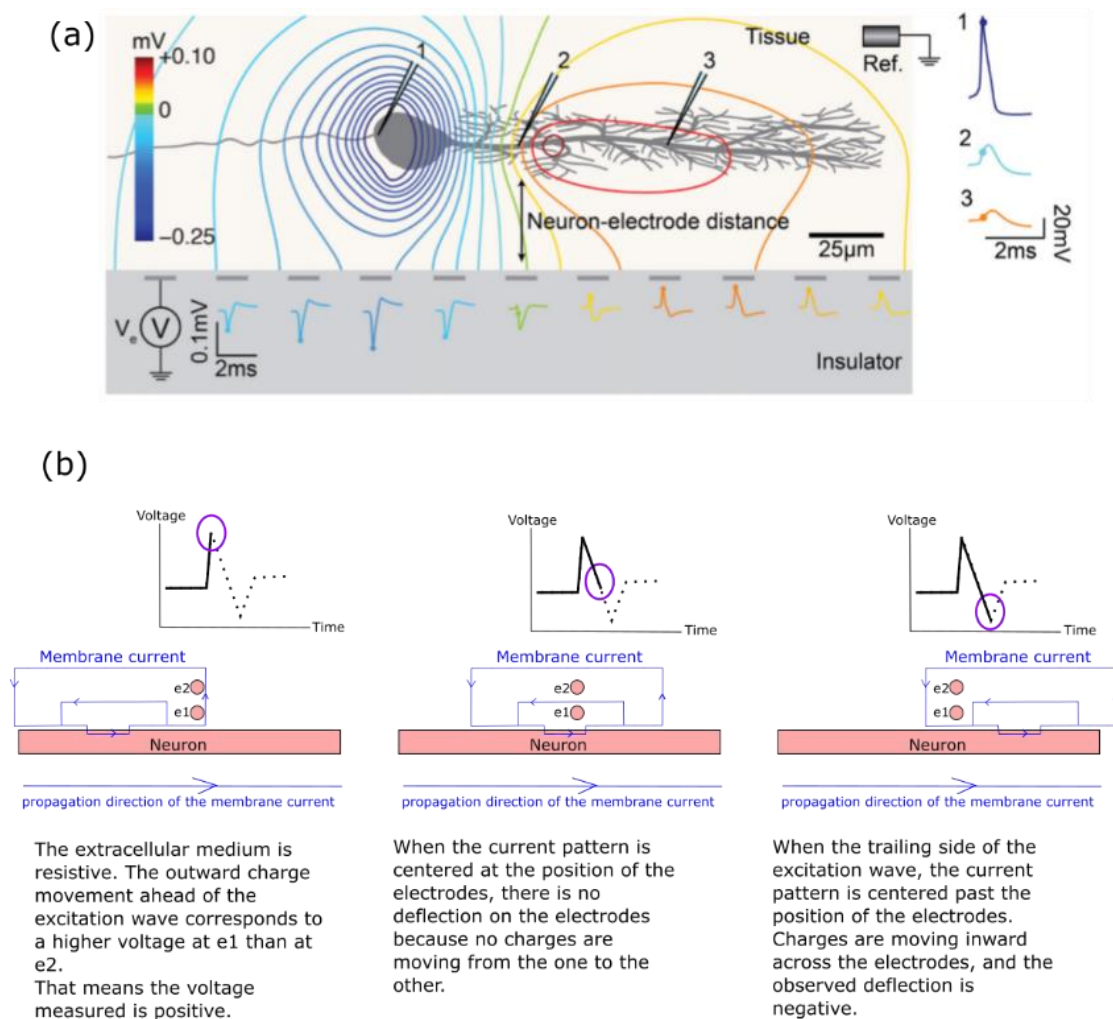 (a)
mV
+0.10
0
−0.25
1
2
3
Tissue
Ref.
Neuron-electrode distance
25μm
1
2
3
20mV
2ms
Ve
V
0.1mV
2ms
Insulator
(b)
Voltage
Time
Membrane current
e2
e1
Neuron
propagation direction of the membrane current
The extracellular medium is
resistive. The outward charge
movement ahead of the
excitation wave corresponds to
a higher voltage at e1 than at
e2.
That means the voltage
measured is positive.
Voltage
Time
Membrane current
e2
e1
Neuron
propagation direction of the membrane current
When the current pattern is
centered at the position of the
electrodes, there is no
deflection on the electrodes
because no charges are
moving from the one to the
other.
Voltage
Time
Membrane current
e2
e1
Neuron
propagation direction of the membrane current
When the trailing side of the
excitation wave, the current
pattern is centered past the
position of the electrodes.
Charges are moving inward
across the electrodes, and the
observed deflection is
negative.